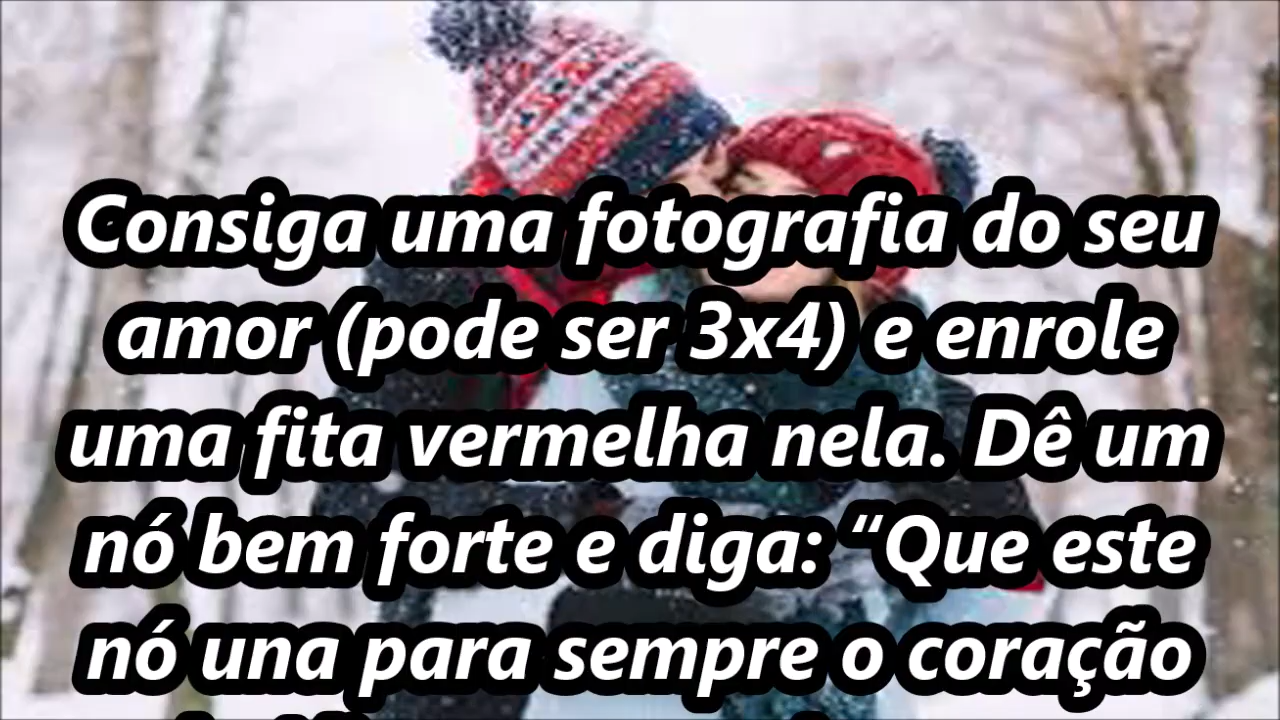 Consiga uma fotografia do seu
amor (pode ser 3x4) e enrole
uma fita vermelha nela. Dê um
nó bem forte e diga: “Que este
nó una para sempre o coração